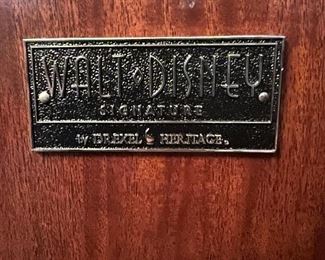 WALT · DISNEY
SIGNATURE
by DREXEL HERITAGE®